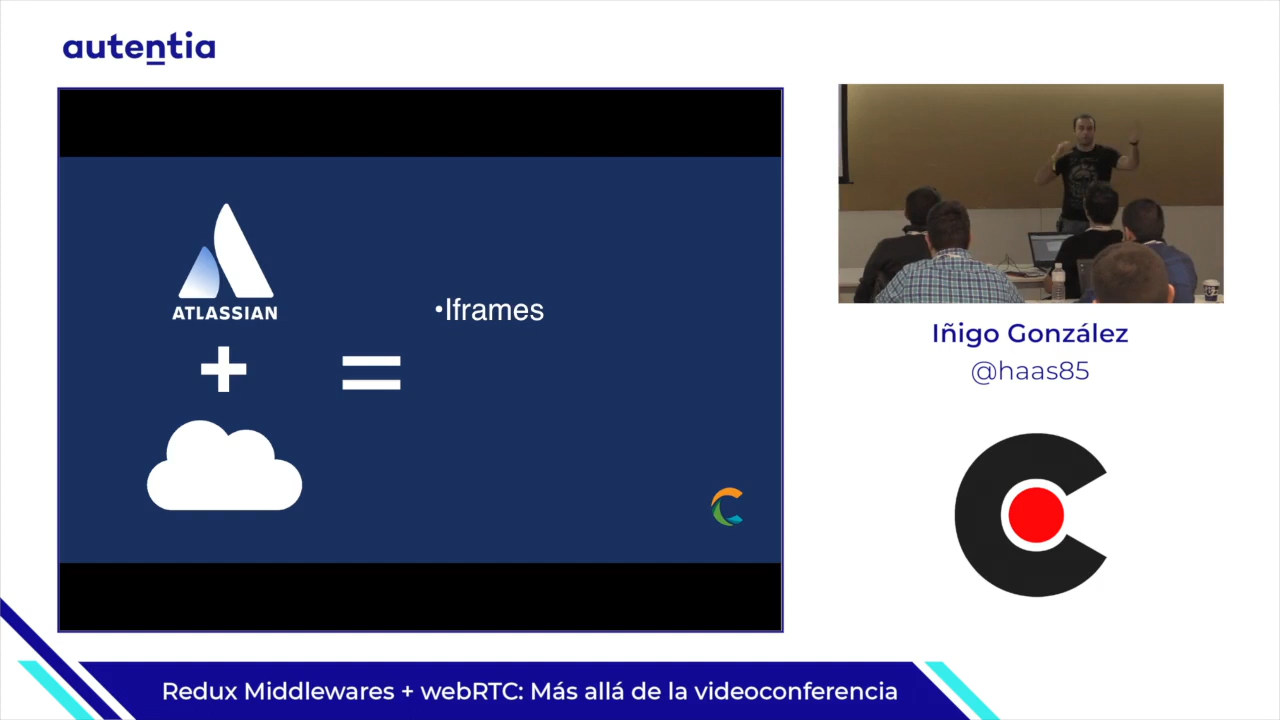 autentia
ATLASSIAN
+
=
•Iframes
Iñigo González
@haas85
Redux Middlewares + webRTC: Más allá de la videoconferencia